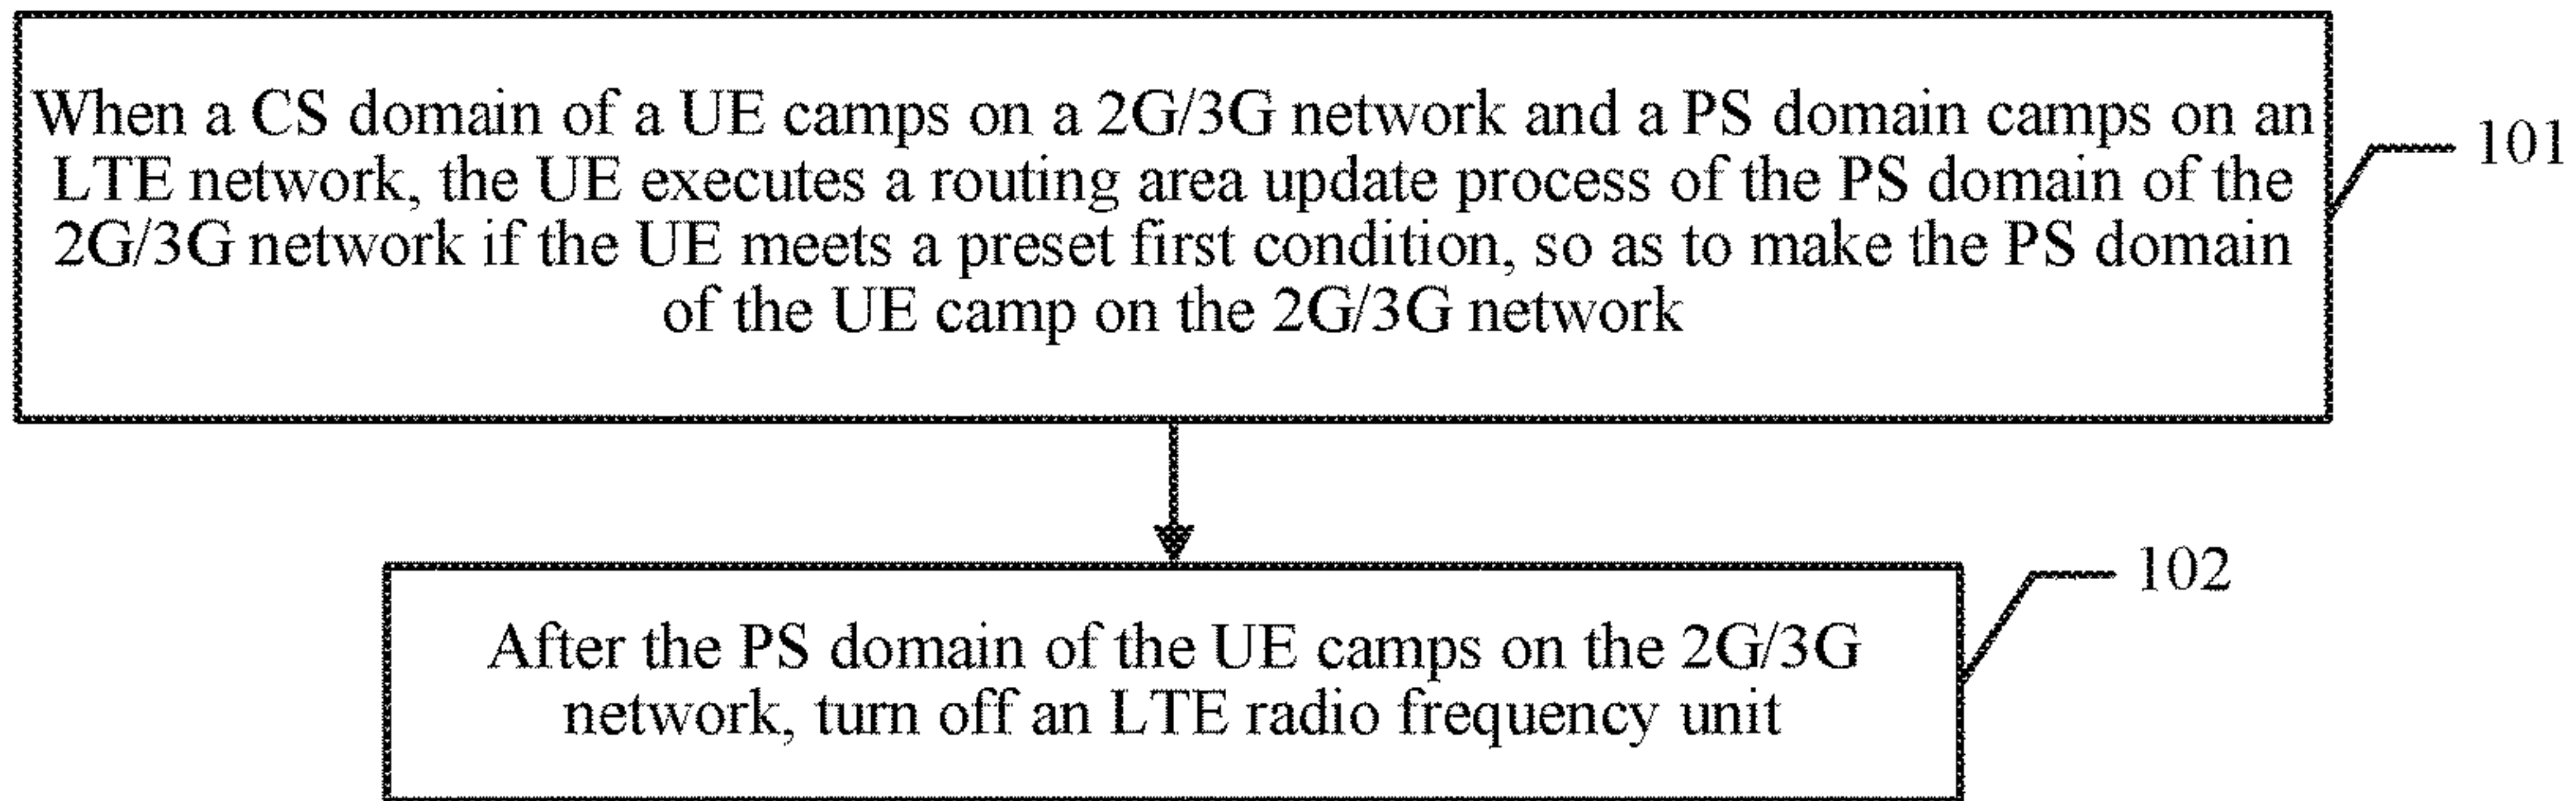 When a CS domain of a UE camps on a 2G/3G network and a PS domain camps on an
LTE network, the UE executes a routing area update process of the PS domain of the
2G/3G network if the UE meets a preset first condition, so as to make the PS domain
of the UE camp on the 2G/3G network
101
After the PS domain of the UE camps on the 2G/3G
network, turn off an LTE radio frequency unit
102